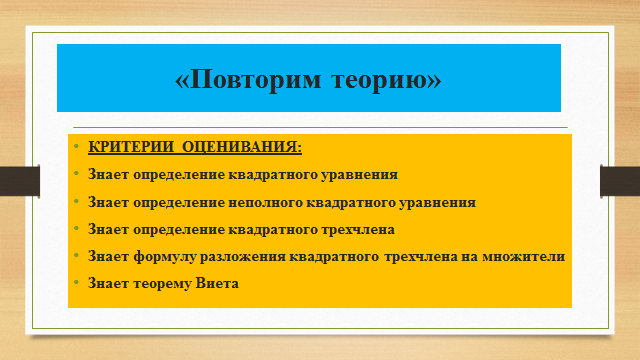 «Повторим теорию»
КРИТЕРИИ ОЦЕНИВАНИЯ:
Знает определение квадратного уравнения
Знает определение неполного квадратного уравнения
Знает определение квадратного трехчлена
Знает формулу разложения квадратного трехчлена на множители
Знает теорему Виета